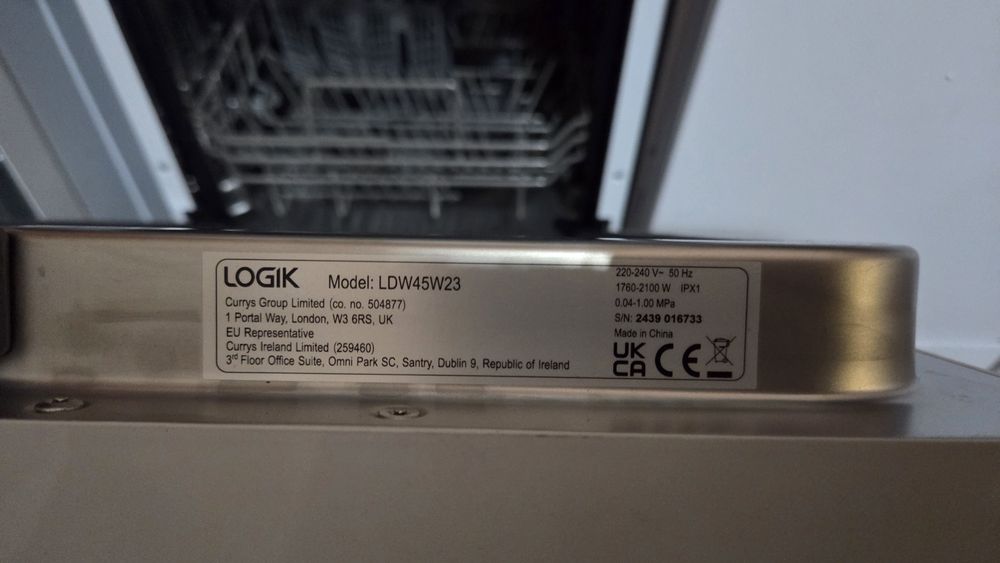 LOGIK Model: LDW45W23
Currys Group Limited (co. no. 504877)
1 Portal Way, London, W3 6RS, UK
EU Representative
Currys Ireland Limited (259460)
3rd Floor Office Suite, Omni Park SC, Santry, Dublin 9, Republic of Ireland
220-240 V~ 50 Hz
1760-2100 W IPX1
0.04-1.00 MPa
S/N: 2439 016733
Made in China
UK
CA CE